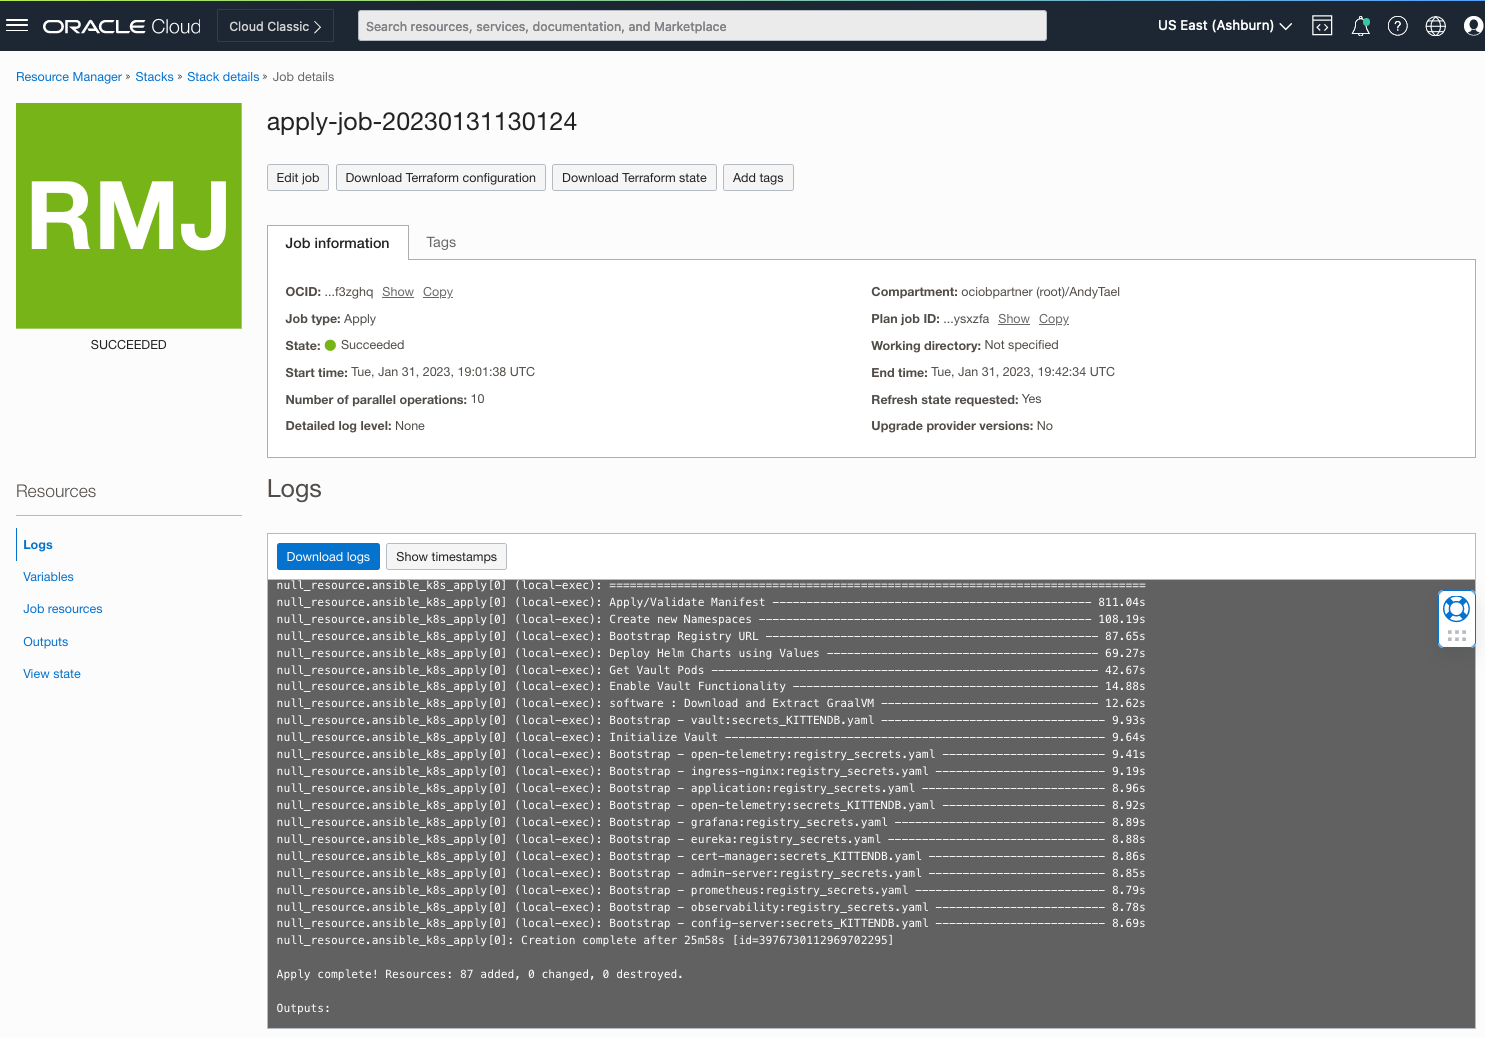 ORACLE Cloud
Cloud Classic
Search resources, services, documentation, and Marketplace
US East (Ashburn)
Resource Manager » Stacks » Stack details » Job details
RMJ
SUCCEEDED
apply-job-20230131130124
Edit job
Download Terraform configuration
Download Terraform state
Add tags
Job information
Tags
OCID: ...f3zghq Show Copy
Job type: Apply
State: Succeeded
Start time: Tue, Jan 31, 2023, 19:01:38 UTC
Number of parallel operations: 10
Detailed log level: None
Compartment: ociobpartner (root)/AndyTael
Plan job ID: ...ysxzfa Show Copy
Working directory: Not specified
End time: Tue, Jan 31, 2023, 19:42:34 UTC
Refresh state requested: Yes
Upgrade provider versions: No
Resources
Logs
Variables
Job resources
Outputs
View state
Logs
Download logs
Show timestamps
null_resource.ansible_k8s_apply[0] (local-exec): ===============================================================================
null_resource.ansible_k8s_apply[0] (local-exec): Apply/Validate Manifest ----------------------------------------------- 811.04s
null_resource.ansible_k8s_apply[0] (local-exec): Create new Namespaces ------------------------------------------------- 108.19s
null_resource.ansible_k8s_apply[0] (local-exec): Bootstrap Registry URL ------------------------------------------------- 87.65s
null_resource.ansible_k8s_apply[0] (local-exec): Deploy Helm Charts using Values ---------------------------------------- 69.27s
null_resource.ansible_k8s_apply[0] (local-exec): Get Vault Pods --------------------------------------------------------- 42.67s
null_resource.ansible_k8s_apply[0] (local-exec): Enable Vault Functionality --------------------------------------------- 14.88s
null_resource.ansible_k8s_apply[0] (local-exec): software : Download and Extract GraalVM -------------------------------- 12.62s
null_resource.ansible_k8s_apply[0] (local-exec): Bootstrap - vault:secrets_KITTENDB.yaml --------------------------------- 9.93s
null_resource.ansible_k8s_apply[0] (local-exec): Initialize Vault -------------------------------------------------------- 9.64s
null_resource.ansible_k8s_apply[0] (local-exec): Bootstrap - open-telemetry:registry_secrets.yaml ------------------------ 9.41s
null_resource.ansible_k8s_apply[0] (local-exec): Bootstrap - ingress-nginx:registry_secrets.yaml ------------------------- 9.19s
null_resource.ansible_k8s_apply[0] (local-exec): Bootstrap - application:registry_secrets.yaml --------------------------- 8.96s
null_resource.ansible_k8s_apply[0] (local-exec): Bootstrap - open-telemetry:secrets_KITTENDB.yaml ------------------------ 8.92s
null_resource.ansible_k8s_apply[0] (local-exec): Bootstrap - grafana:registry_secrets.yaml ------------------------------- 8.89s
null_resource.ansible_k8s_apply[0] (local-exec): Bootstrap - eureka:registry_secrets.yaml -------------------------------- 8.88s
null_resource.ansible_k8s_apply[0] (local-exec): Bootstrap - cert-manager:secrets_KITTENDB.yaml -------------------------- 8.86s
null_resource.ansible_k8s_apply[0] (local-exec): Bootstrap - admin-server:registry_secrets.yaml -------------------------- 8.85s
null_resource.ansible_k8s_apply[0] (local-exec): Bootstrap - prometheus:registry_secrets.yaml ---------------------------- 8.79s
null_resource.ansible_k8s_apply[0] (local-exec): Bootstrap - observability:registry_secrets.yaml ------------------------- 8.78s
null_resource.ansible_k8s_apply[0] (local-exec): Bootstrap - config-server:secrets_KITTENDB.yaml ------------------------- 8.69s
null_resource.ansible_k8s_apply[0]: Creation complete after 25m58s [id=3976730112969702295]
Apply complete! Resources: 87 added, 0 changed, 0 destroyed.
Outputs: